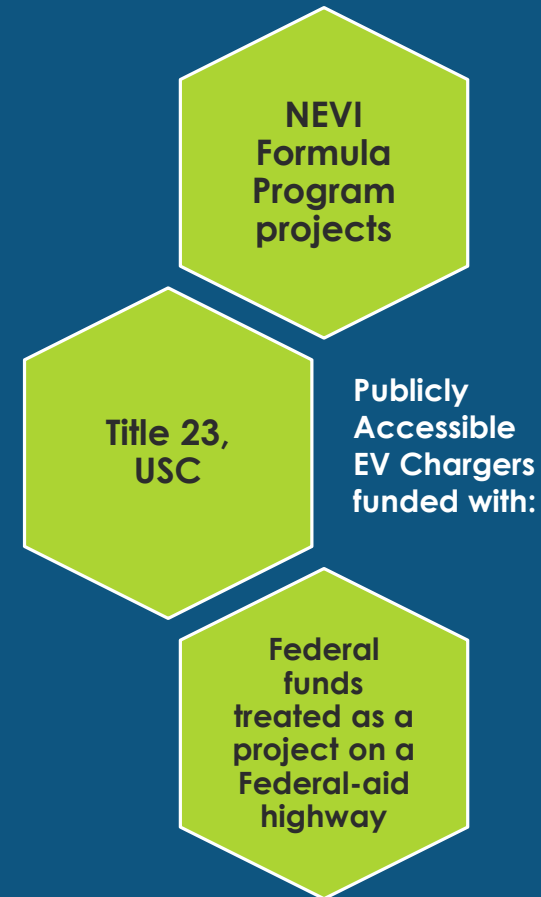 NEVI
Formula
Program
projects
Title 23,
USC
Publicly
Accessible
EV Chargers
funded with:
Federal
funds
treated as a
project on a
Federal-aid
highway